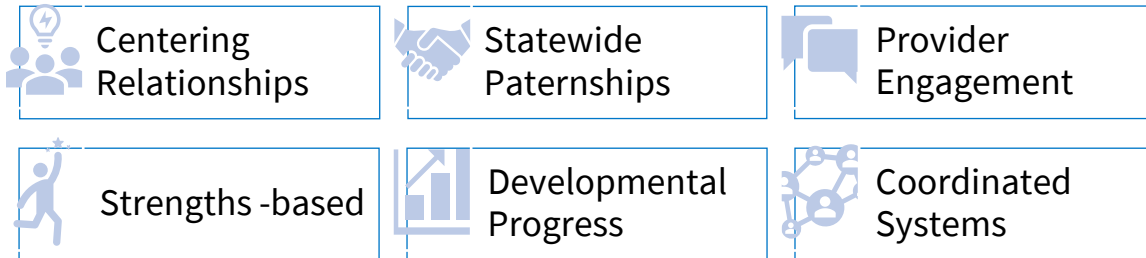 Centering
Relationships
Statewide
Paternships
Provider
Engagement
Strengths -based
Developmental
Progress
Coordinated
Systems